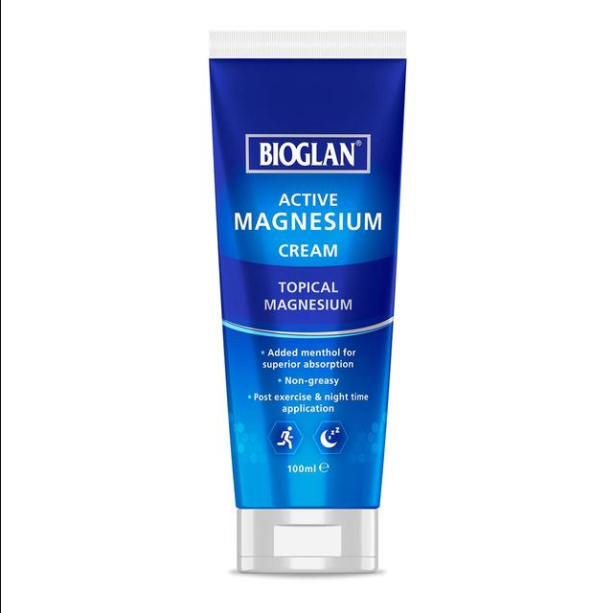 BIOGLAN®
ACTIVE
MAGNESIUM
CREAM
TOPICAL
MAGNESIUM
• Added menthol for
superior absorption
• Non-greasy
• Post exercise & night time
application
zzz
100ml ℮